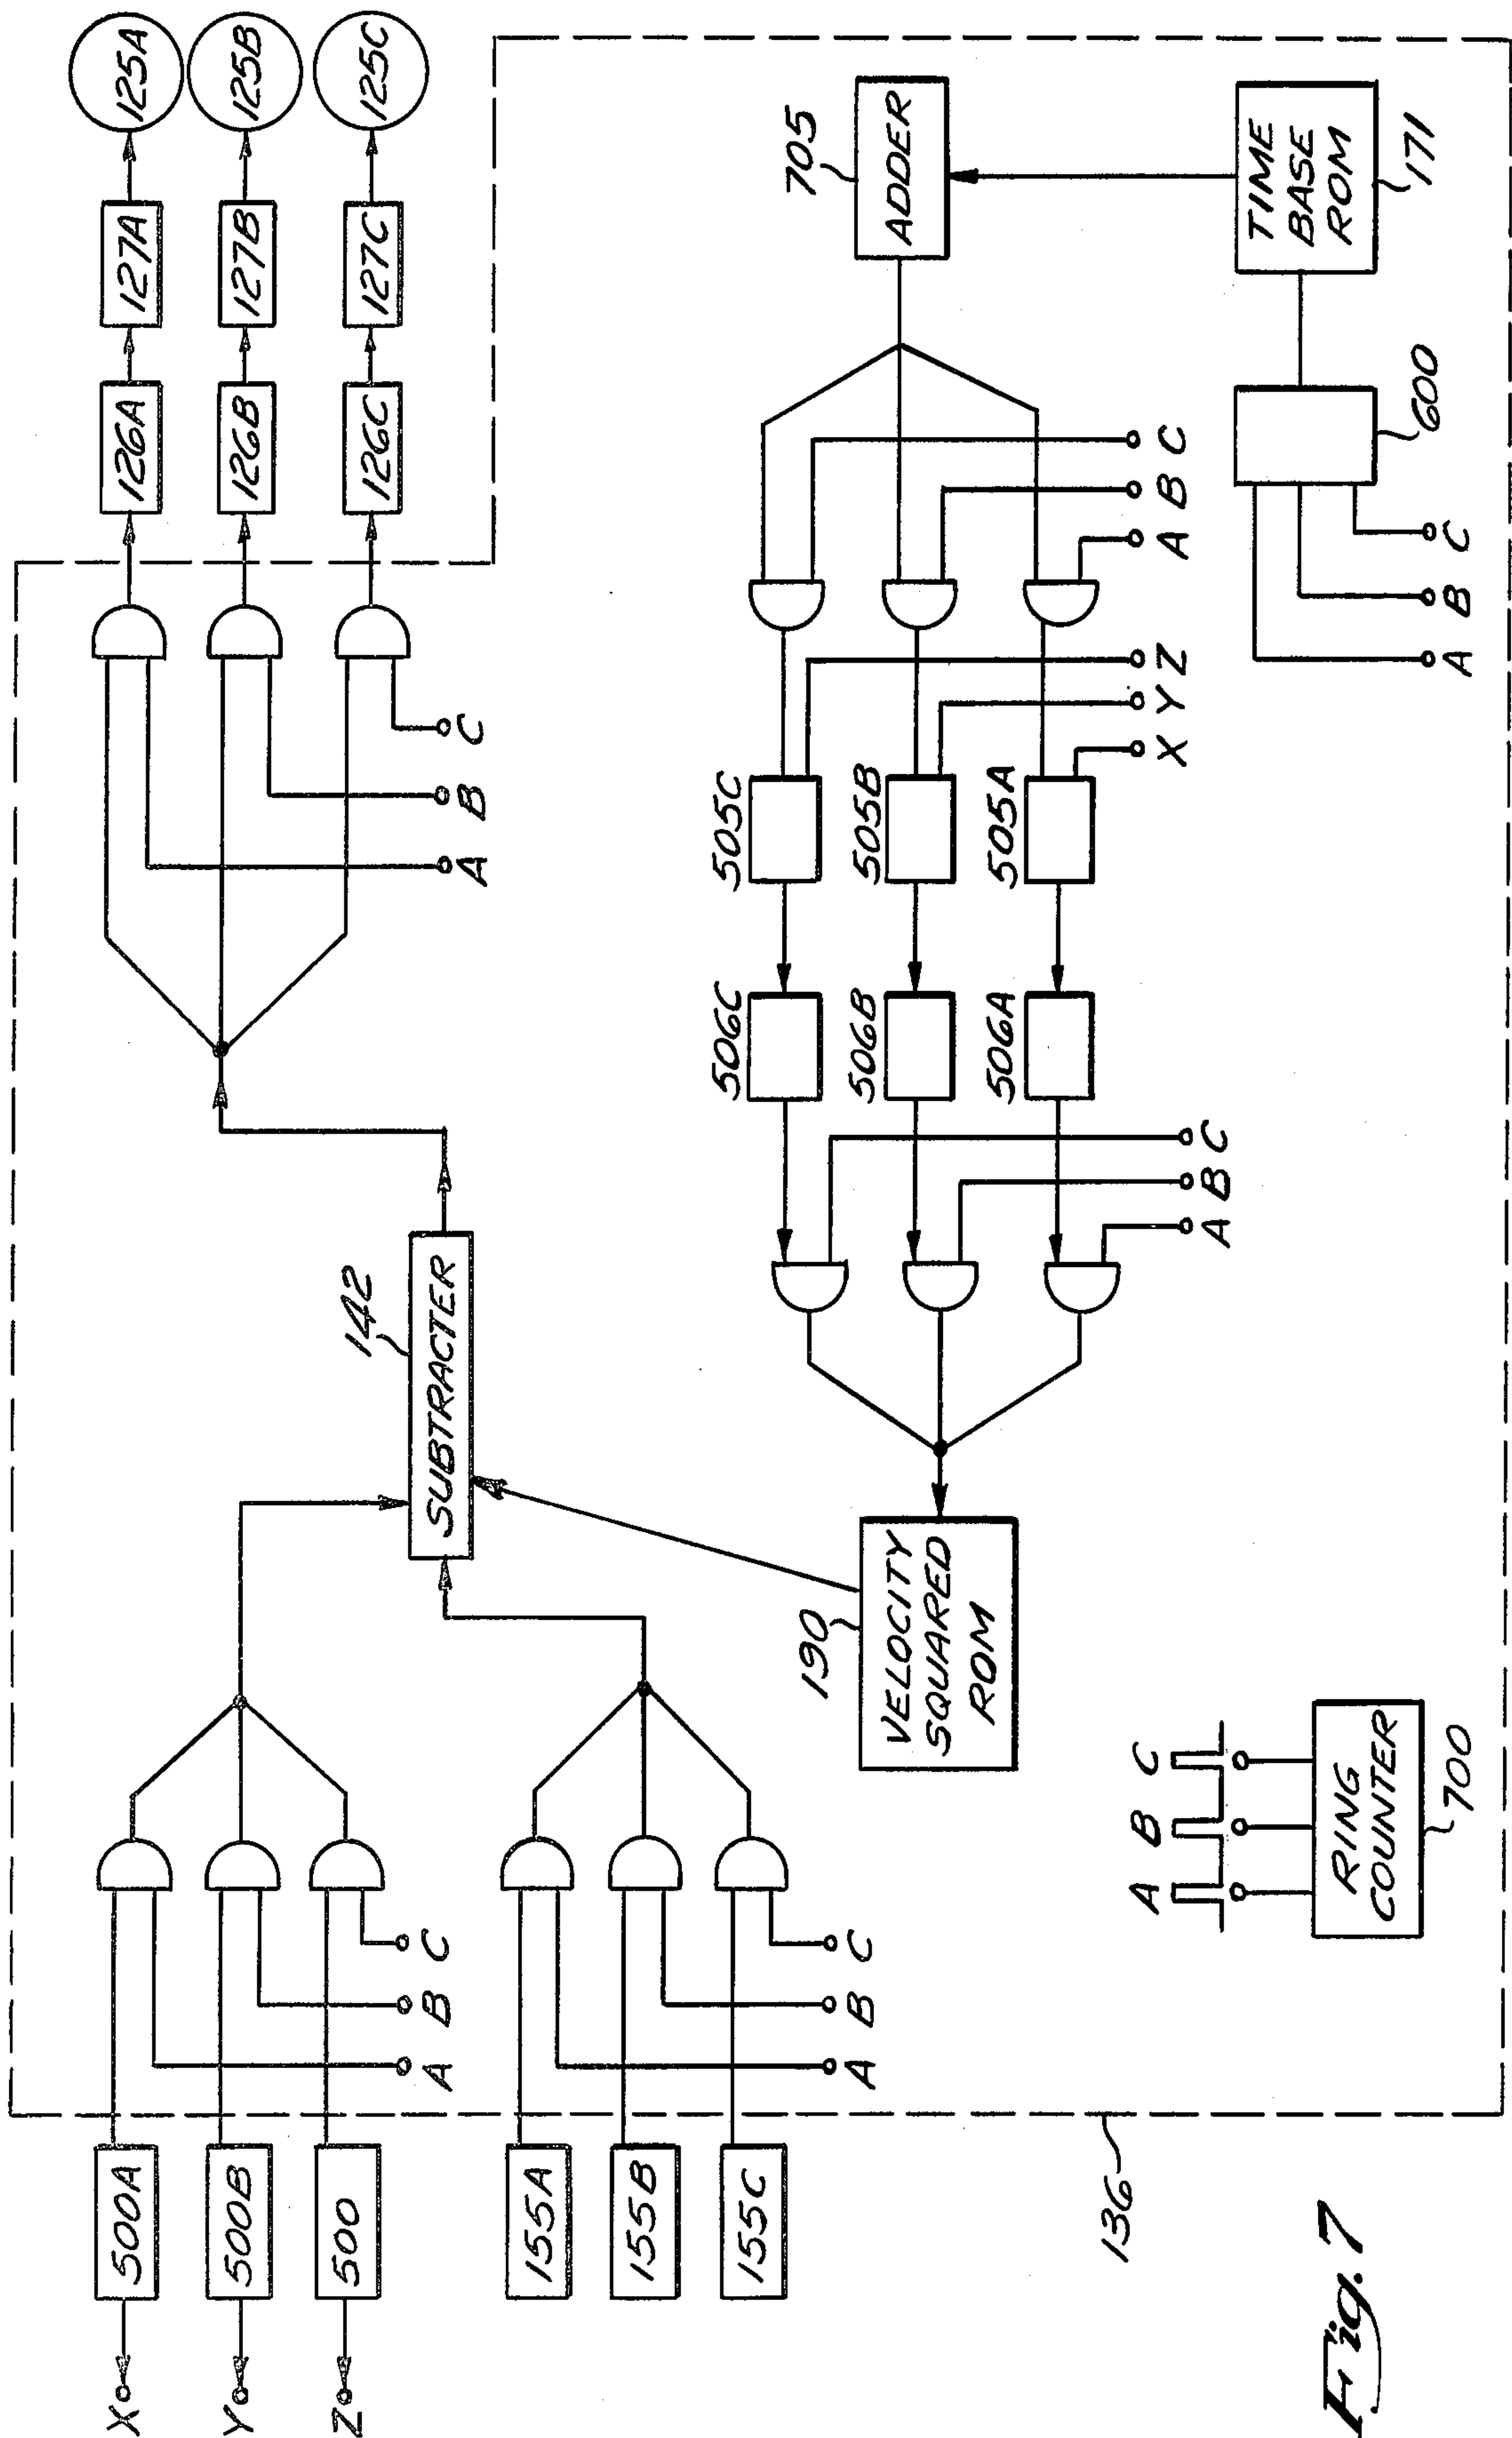 X
Y
Z
500A
500B
500
A
B
C
155A
155B
155C
A
B
C
142
SUBTRACTER
A
B
C
126A
127A
125A
126B
127B
125B
126C
127C
125C
190
VELOCITY
SQUARED
ROM
A
B
C
506C
506B
506A
505C
505B
505A
X
Y
Z
A
B
C
705
ADDER
A
B
C
RING
COUNTER
700
A
B
C
600
TIME
BASE
ROM
171
136
Fig. 7